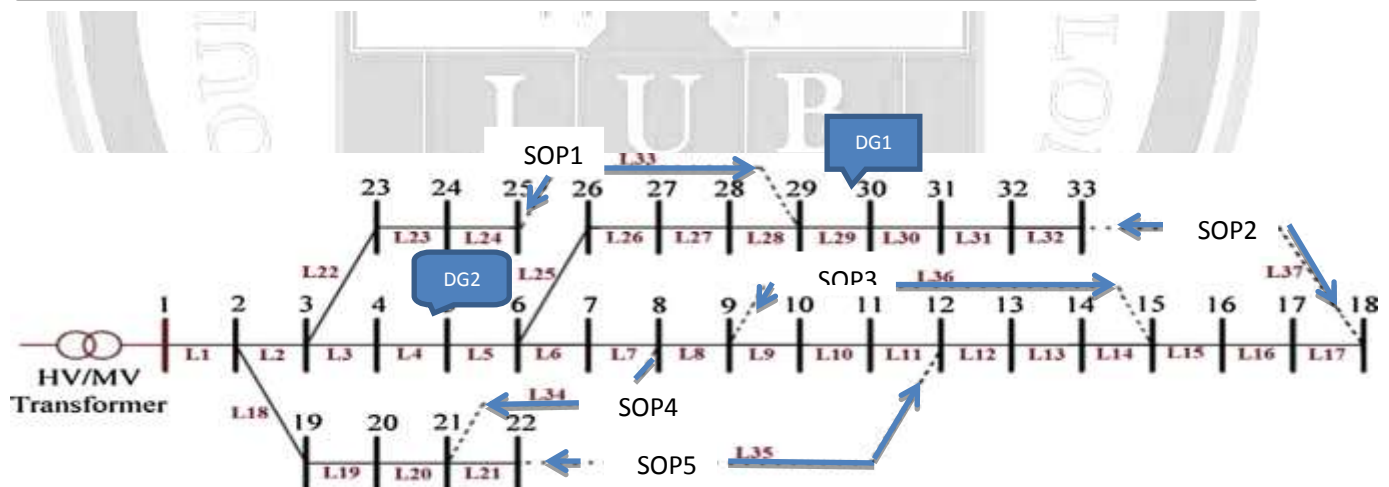 I U
DG1
SOP1 L33
23 24 25 26 27 28 29 30 31 32 33
L23 L24 L26 L27 L28 L29 L30 L31 L32
SOP2
L22 DG2 L25 SOP3 L36 L37
1 2 3 4 5 6 7 8 9 10 11 12 13 14 15 16 17 18
L1 L2 L3 L4 L5 L6 L7 L8 L9 L10 L11 L12 L13 L14 L15 L16 L17
HV/MV
Transformer
L18 L34 SOP4
19 20 21 22
L19 L20 L21 SOP5 L35